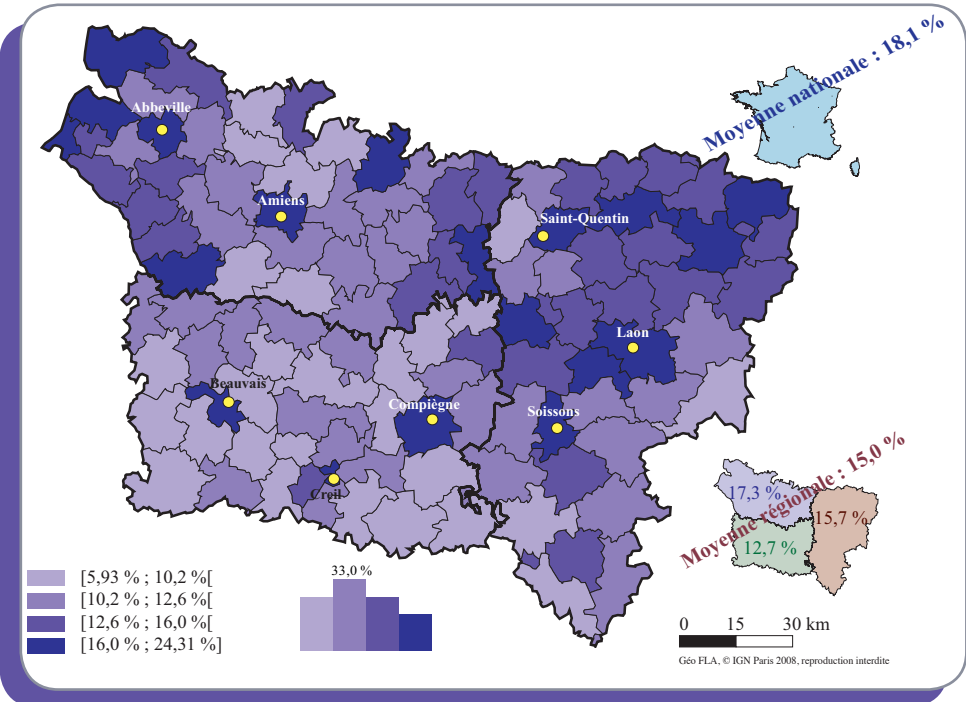 Moyenne nationale : 18,1 %
Abbeville
Amiens
Saint-Quentin
Laon
Beauvais
Compiègne
Soissons
Creil
Moyenne régionale : 15,0 %
17,3 %
15,7 %
12,7 %
33,0 %
[5,93 % ; 10,2 %[
[10,2 % ; 12,6 %[
[12,6 % ; 16,0 %[
[16,0 % ; 24,31 %]
0 15 30 km
Géo FLA, © IGN Paris 2008, reproduction interdite